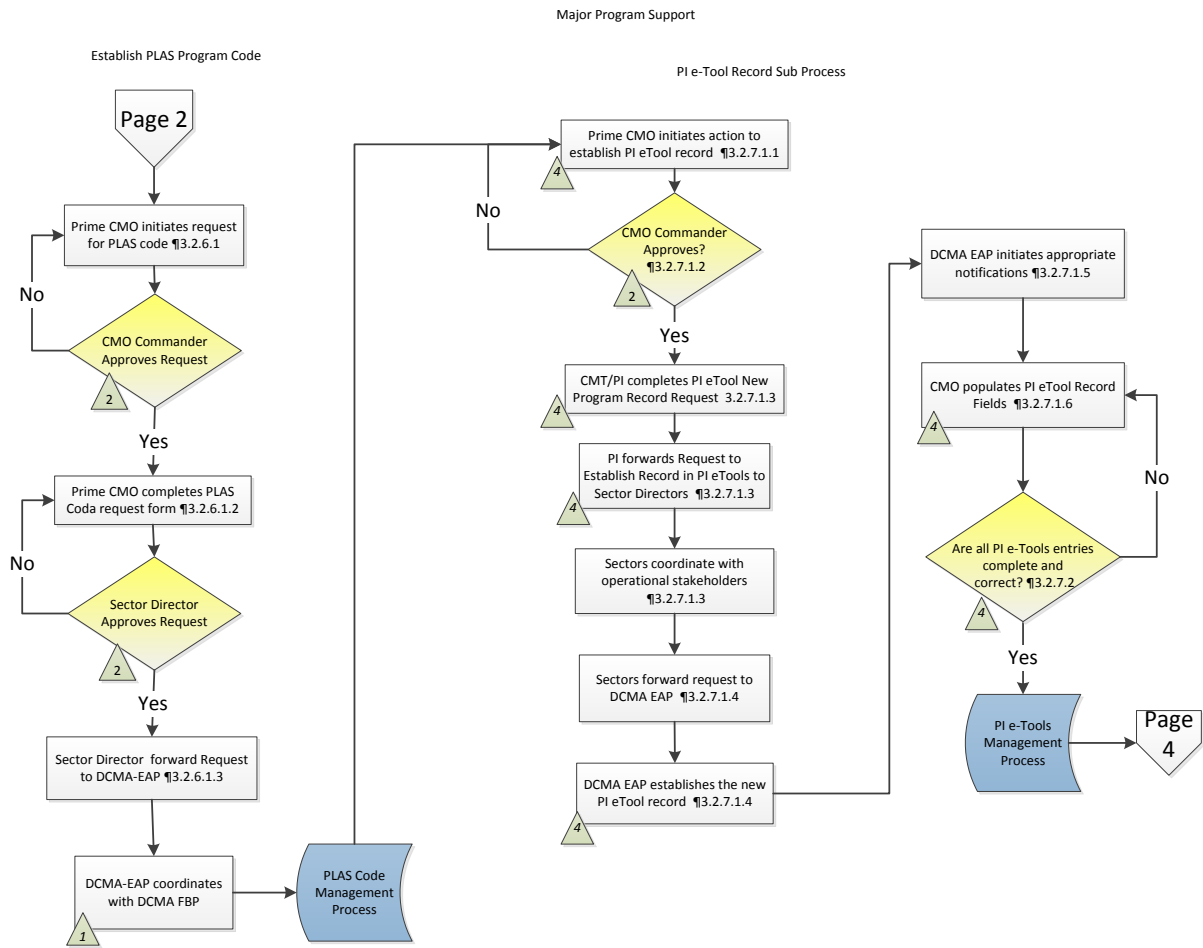 Major Program Support
Establish PLAS Program Code
Page 2
Prime CMO initiates request
for PLAS code ¶3.2.6.1
No
CMO Commander
Approves Request
2
Yes
Prime CMO completes PLAS
Coda request form ¶3.2.6.1.2
No
Sector Director
Approves Request
2
Yes
Sector Director forward Request
to DCMA-EAP ¶3.2.6.1.3
DCMA-EAP coordinates
with DCMA FBP
1
PLAS Code
Management
Process
PI e-Tool Record Sub Process
Prime CMO initiates action to
establish PI eTool record ¶3.2.7.1.1
4
No
CMO Commander
Approves?
¶3.2.7.1.2
2
Yes
CMT/PI completes PI eTool New
Program Record Request 3.2.7.1.3
4
PI forwards Request to
Establish Record in PI eTools to
Sector Directors ¶3.2.7.1.3
4
Sectors coordinate with
operational stakeholders
¶3.2.7.1.3
Sectors forward request to
DCMA EAP ¶3.2.7.1.4
DCMA EAP establishes the new
PI eTool record ¶3.2.7.1.4
4
DCMA EAP initiates appropriate
notifications ¶3.2.7.1.5
CMO populates PI eTool Record
Fields ¶3.2.7.1.6
4
No
Are all PI e-Tools entries
complete and
correct? ¶3.2.7.2
4
Yes
PI e-Tools
Management
Process
Page
4